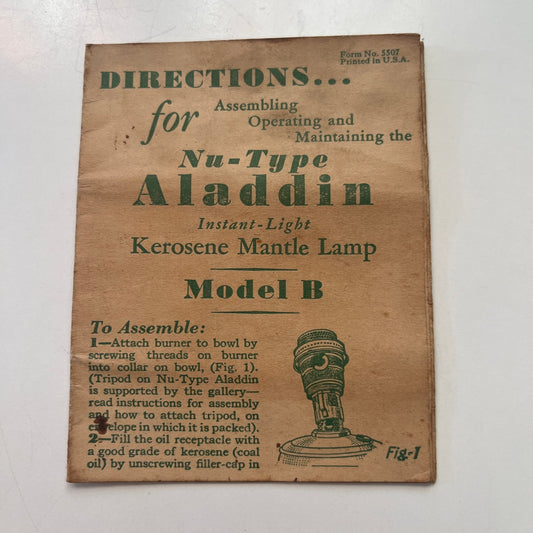 Form No. 5507
Printed in U.S.A.
DIRECTIONS...
for Assembling
Operating and
Maintaining the
Nu-Type
Aladdin
Instant-Light
Kerosene Mantle Lamp
Model B
To Assemble:
1—Attach burner to bowl by
screwing threads on burner
into collar on bowl, (Fig. 1).
(Tripod on Nu-Type Aladdin
is supported by the gallery—
read instructions for assembly
and how to attach tripod, on
envelope in which it is packed).
2—Fill the oil receptacle with
a good grade of kerosene (coal
oil) by unscrewing filler-cap in
Fig-1